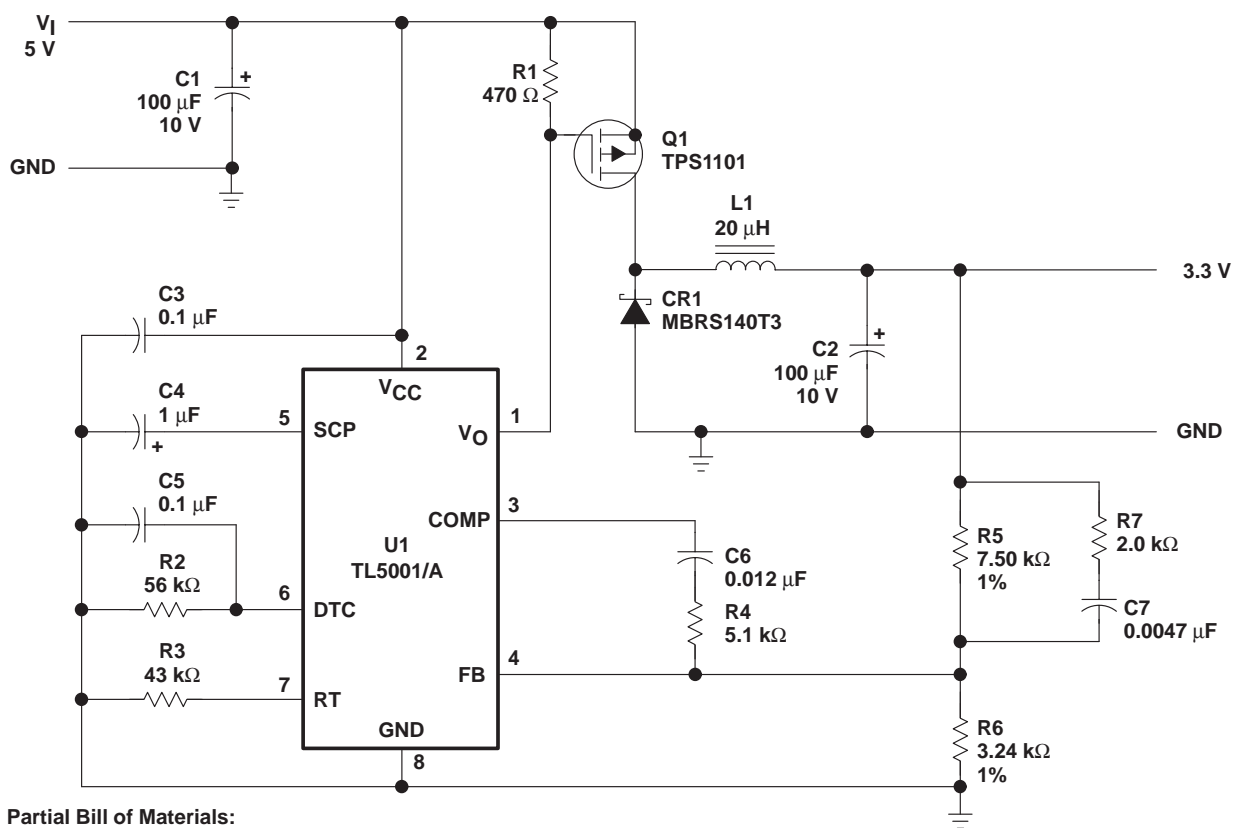 VI
5 V
C1
100 μF
10 V
+
GND
R1
470 Ω
Q1
TPS1101
L1
20 μH
3.3 V
CR1
MBRS140T3
C2
100 μF
10 V
+
GND
C3
0.1 μF
2
VCC
C4
1 μF
+
5
SCP
1
VO
C5
0.1 μF
3
COMP
U1
TL5001/A
R2
56 kΩ
6
DTC
C6
0.012 μF
R4
5.1 kΩ
R5
7.50 kΩ
1%
R7
2.0 kΩ
C7
0.0047 μF
R3
43 kΩ
7
RT
4
FB
GND
8
R6
3.24 kΩ
1%
Partial Bill of Materials: